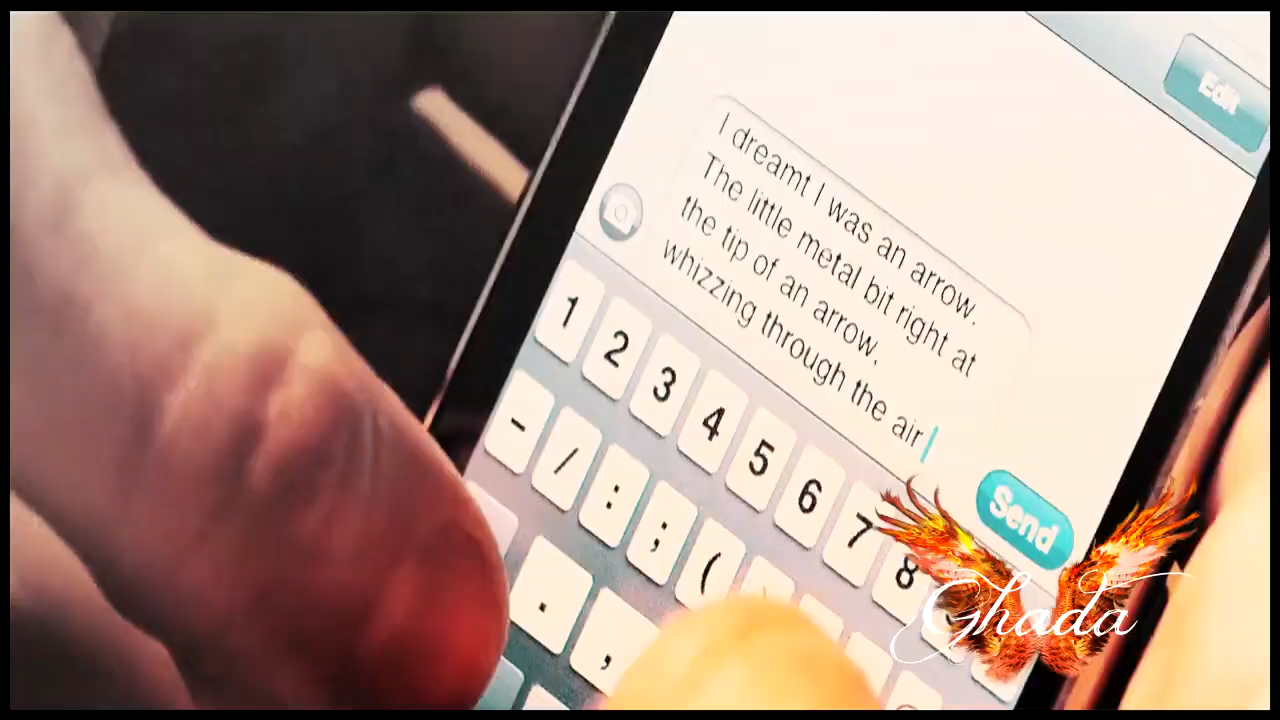 Edit
I dreamt I was an arrow.
The little metal bit right at
the tip of an arrow.
whizzing through the air
Send
1 2 3 4 5 6 7 8
- / : ; (
. ,
Ghada